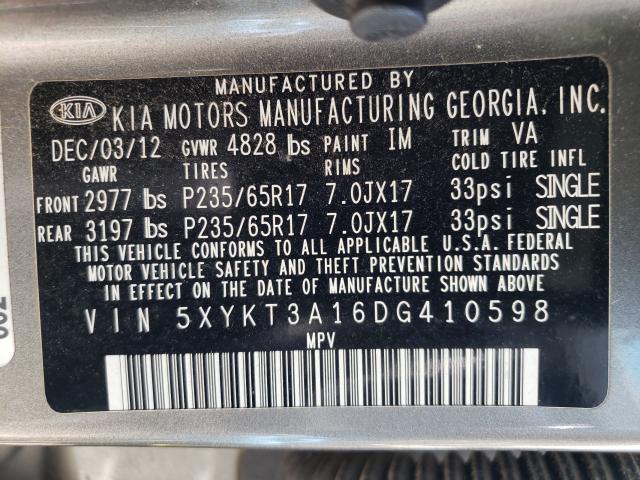 MANUFACTURED BY
KIA KIA MOTORS MANUFACTURING GEORGIA, INC.
DEC/03/12 GVWR 4828 lbs PAINT IM TRIM VA
GAWR TIRES RIMS COLD TIRE INFL
FRONT 2977 lbs P235/65R17 7.0JX17 33psi SINGLE
REAR 3197 lbs P235/65R17 7.0JX17 33psi SINGLE
THIS VEHICLE CONFORMS TO ALL APPLICABLE U.S.A. FEDERAL
MOTOR VEHICLE SAFETY AND THEFT PREVENTION STANDARDS
IN EFFECT ON THE DATE OF MANUFACTURE SHOWN ABOVE
VIN 5XYKT3A16DG410598
MPV